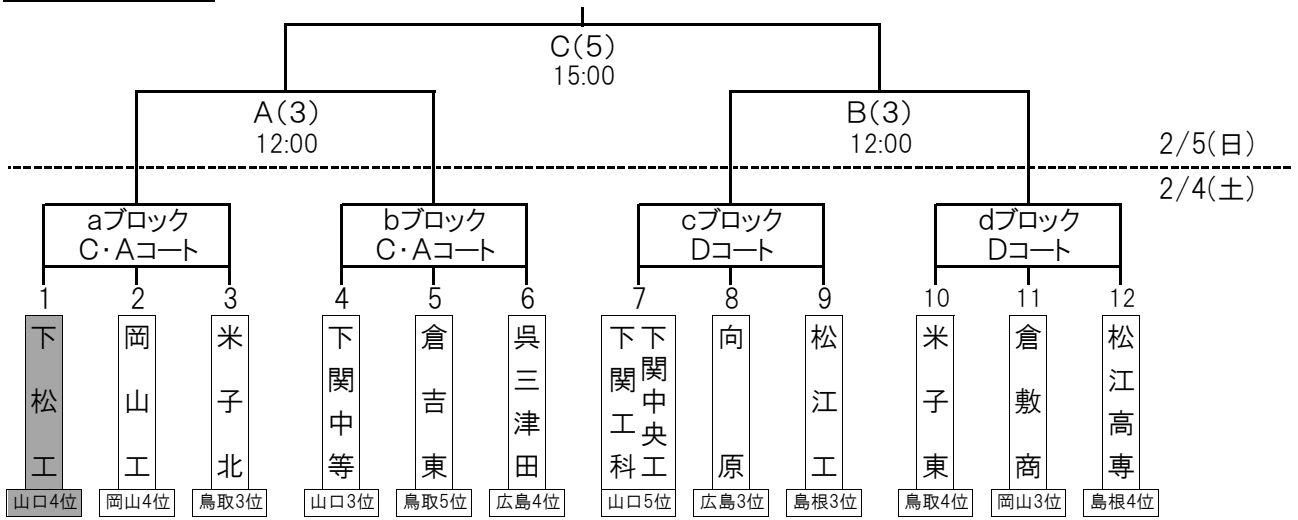 C(5)
15:00
A(3)
12:00
B(3)
12:00
2/5(日)
2/4(土)
aブロック
C・Aコート
bブロック
C・Aコート
cブロック
Dコート
dブロック
Dコート
1
2
3
4
5
6
7
8
9
10
11
12
下松工
岡山工
米子北
下関中等
倉吉東
呉三津田
下関中央工
下関工科
向原
松江工
米子東
倉敷商
松江高専
山口4位
岡山4位
鳥取3位
山口3位
鳥取5位
広島4位
山口5位
広島3位
島根3位
鳥取4位
岡山3位
島根4位